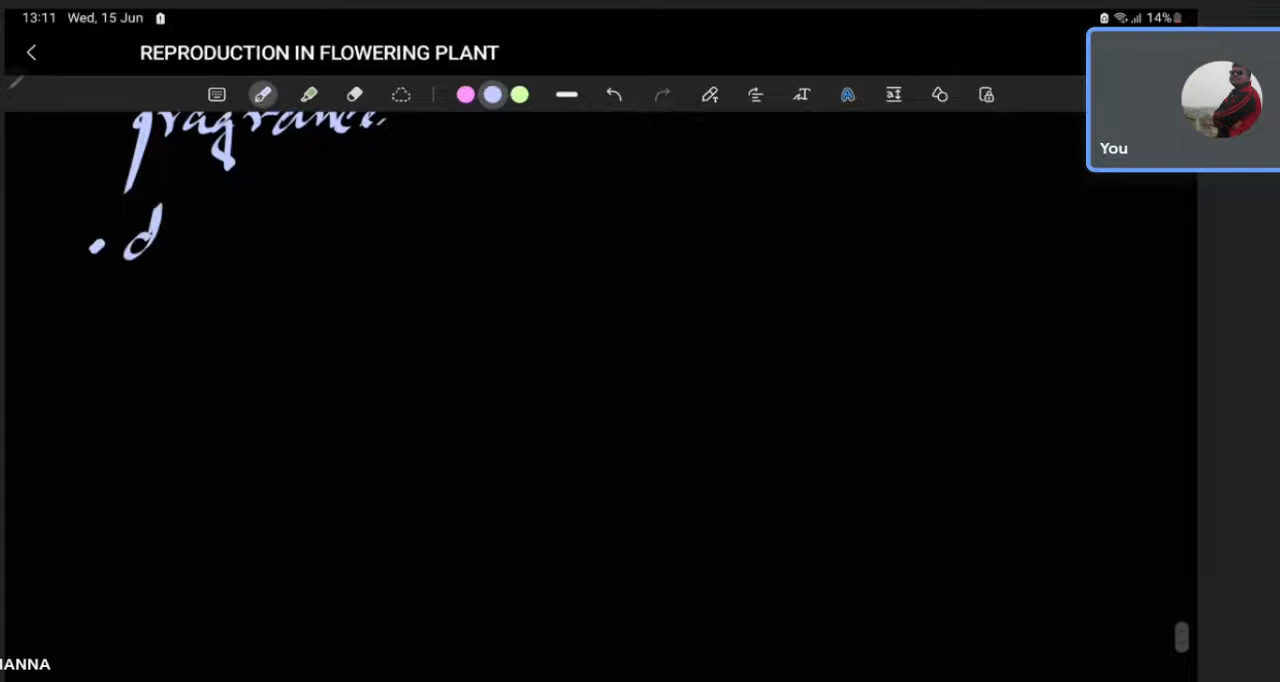 13:11 Wed, 15 Jun 14%
REPRODUCTION IN FLOWERING PLANT
You
fragrance.
• d
IANNA